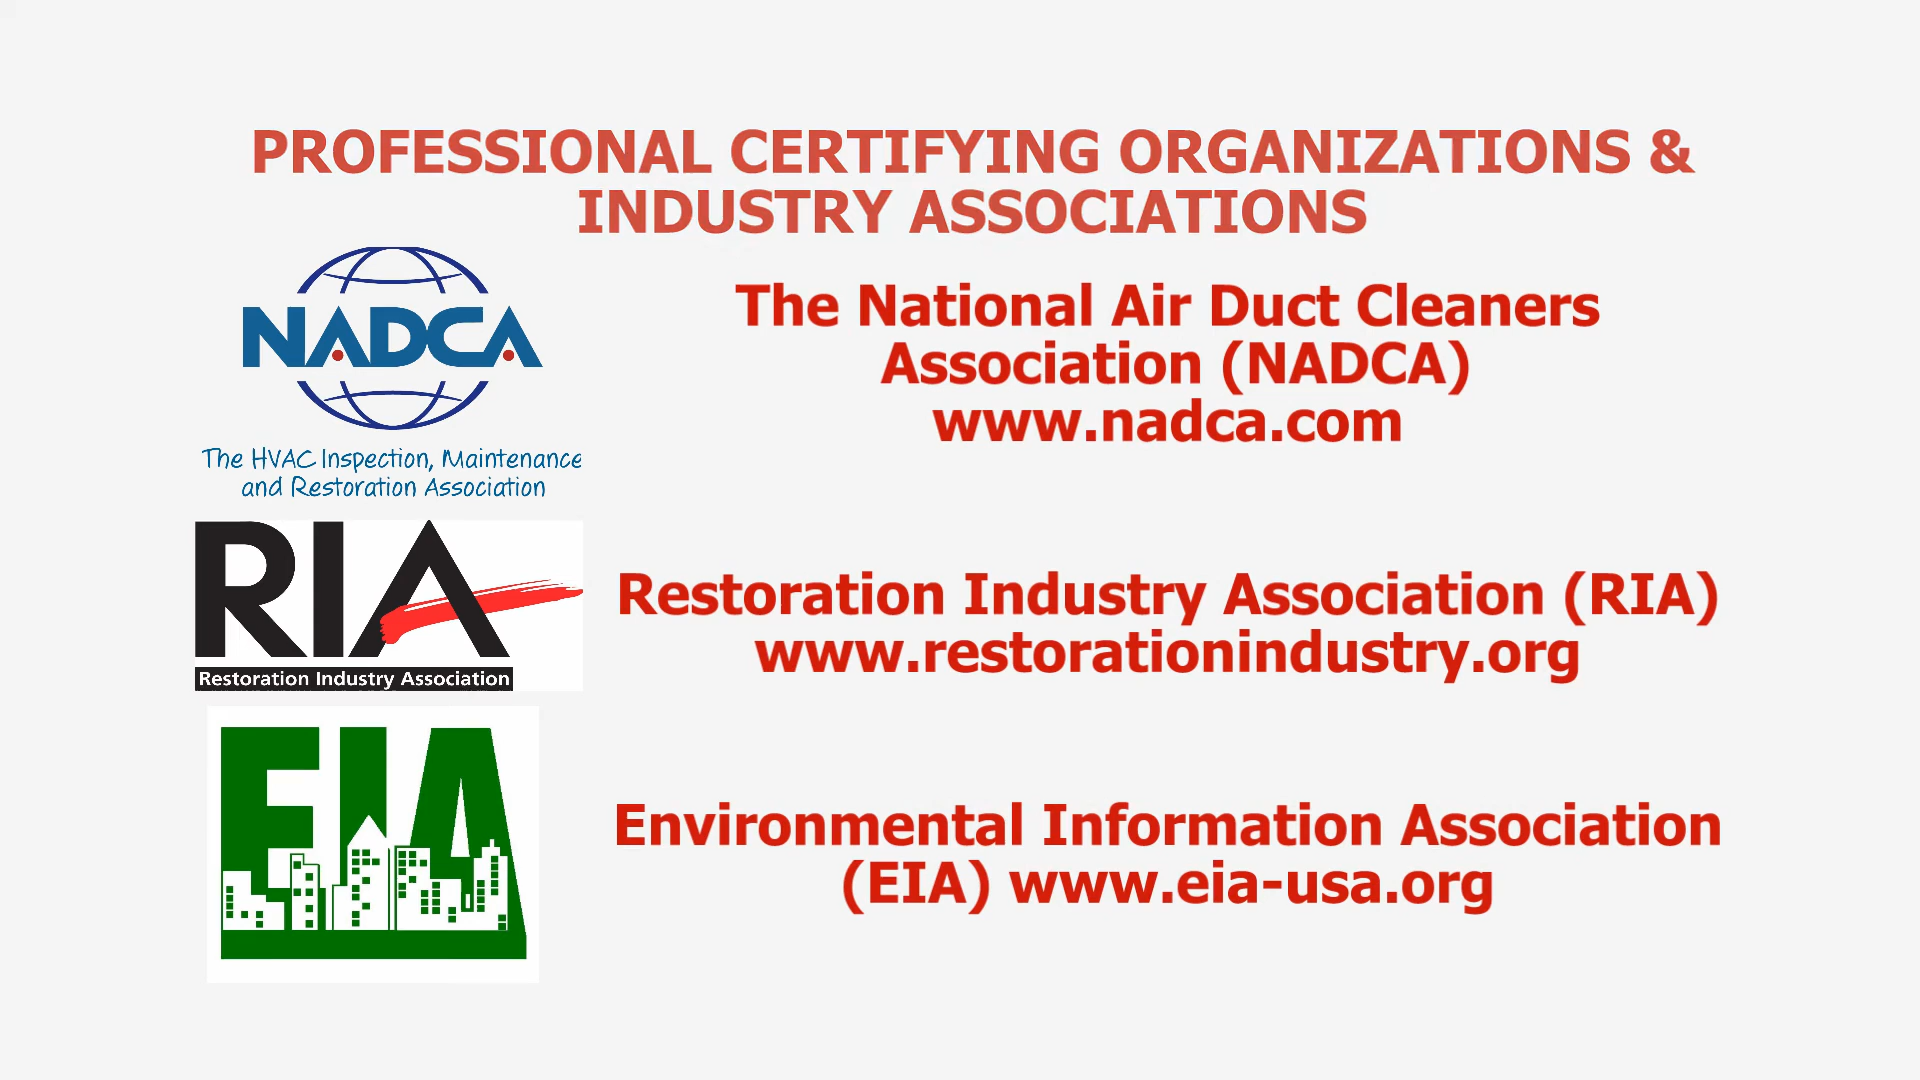 PROFESSIONAL CERTIFYING ORGANIZATIONS &
INDUSTRY ASSOCIATIONS
NADCA
The HVAC Inspection, Maintenance
and Restoration Association
The National Air Duct Cleaners
Association (NADCA)
www.nadca.com
RIA
Restoration Industry Association
Restoration Industry Association (RIA)
www.restorationindustry.org
EIA
Environmental Information Association
(EIA) www.eia-usa.org